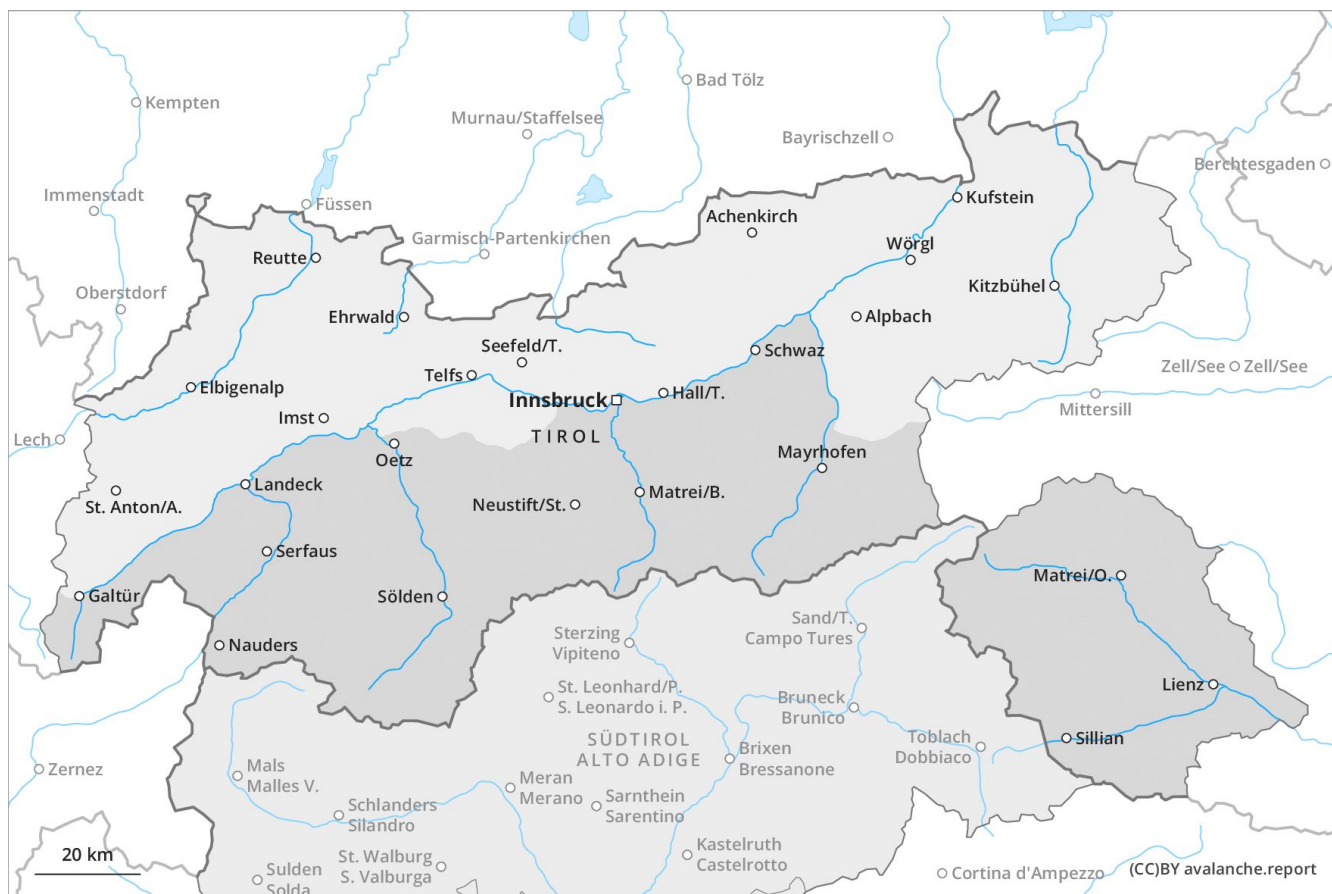 Bad Tölz
Kempten
Murnau/Staffelsee
Bayrischzell
Berchtesgaden
Immenstadt
Füssen
Kufstein
Achenkirch
Garmisch-Partenkirchen
Wörgl
Reutte
Oberstdorf
Kitzbühel
Ehrwald
Alpbach
Seefeld/T.
Schwaz
Zell/See
Zell/See
Telfs
Elbigenalp
Hall/T.
Innsbruck
Mittersill
Imst
TIROL
Lech
Oetz
Mayrhofen
Landeck
Matrei/B.
St. Anton/A.
Neustift/St.
Serfaus
Matrei/O.
Galtür
Sölden
Sand/T.
Campo Tures
Sterzing
Vipiteno
Nauders
Lienz
St. Leonhard/P.
S. Leonardo i. P.
Bruneck
Brunico
Sillian
SÜDTIROL
ALTO ADIGE
Toblach
Dobbiaco
Brixen
Bressanone
Zernez
Mals
Malles V.
Meran
Merano
Sarnthein
Sarentino
Schlanders
Silandro
Kastelruth
Castelrotto
20 km
St. Walburg
S. Valburga
Sulden
Solda
Cortina d'Ampezzo
(CC)BY avalanche.report